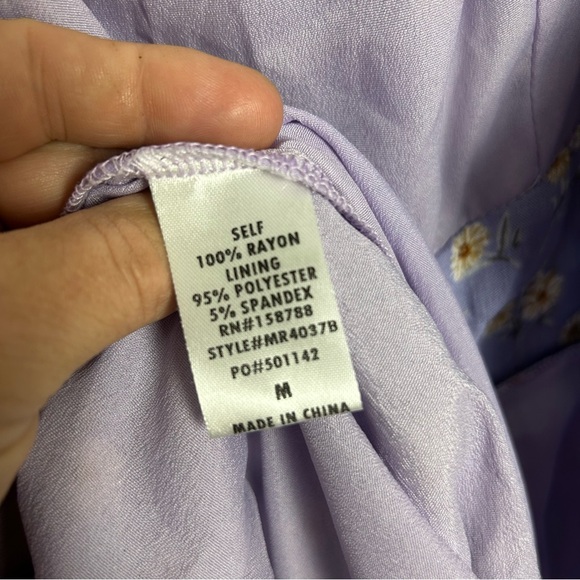 SELF
100% RAYON
LINING
95% POLYESTER
5% SPANDEX
RN#158788
STYLE#MR4037B
PO#501142
M
MADE IN CHINA